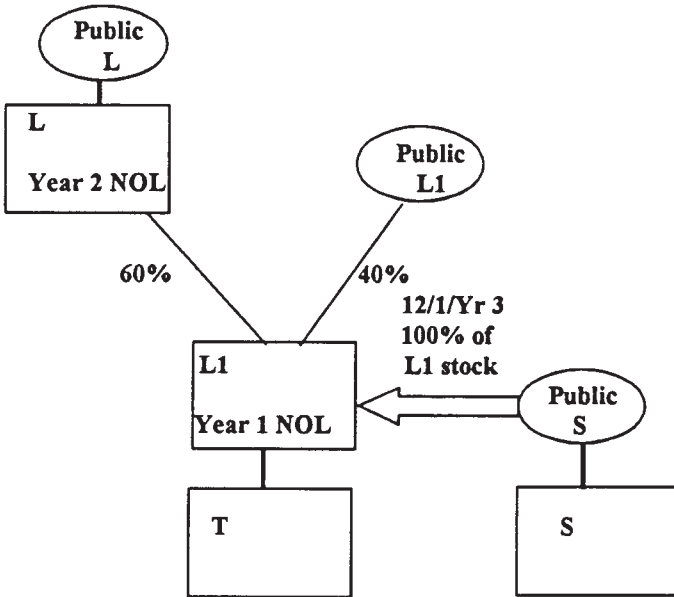 Public
L
L
Year 2 NOL
Public
L1
60%
40%
12/1/Yr 3
100% of
L1 stock
L1
Year 1 NOL
Public
S
T
S